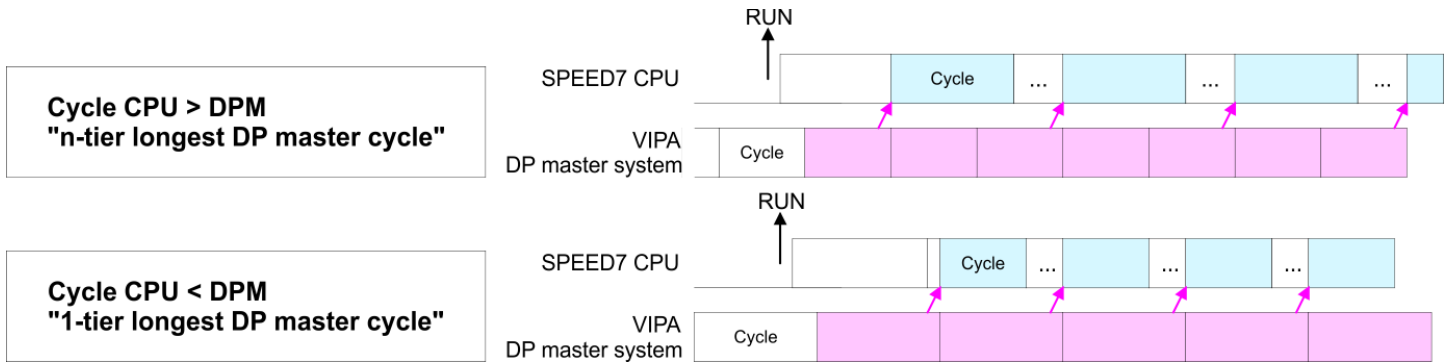 RUN
SPEED7 CPU
Cycle
...
...
...
Cycle CPU > DPM
"n-tier longest DP master cycle"
VIPA
DP master system
Cycle
RUN
SPEED7 CPU
Cycle
...
...
...
Cycle CPU < DPM
"1-tier longest DP master cycle"
VIPA
DP master system
Cycle